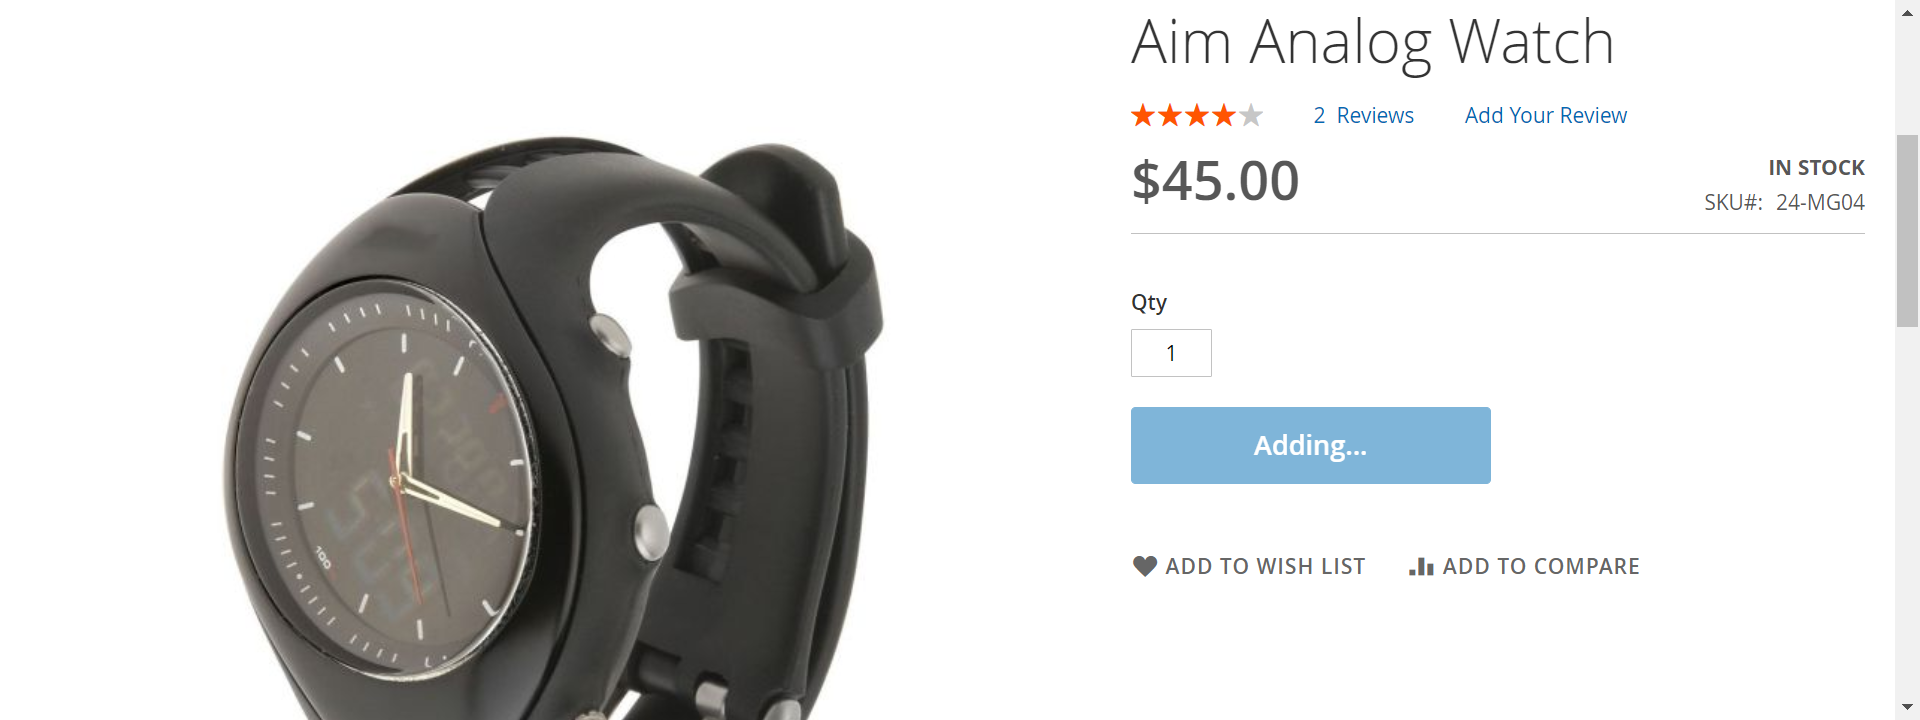 Aim Analog Watch
2 Reviews Add Your Review
$45.00
IN STOCK
SKU#: 24-MG04
Qty
1
Adding...
ADD TO WISH LIST ADD TO COMPARE
100